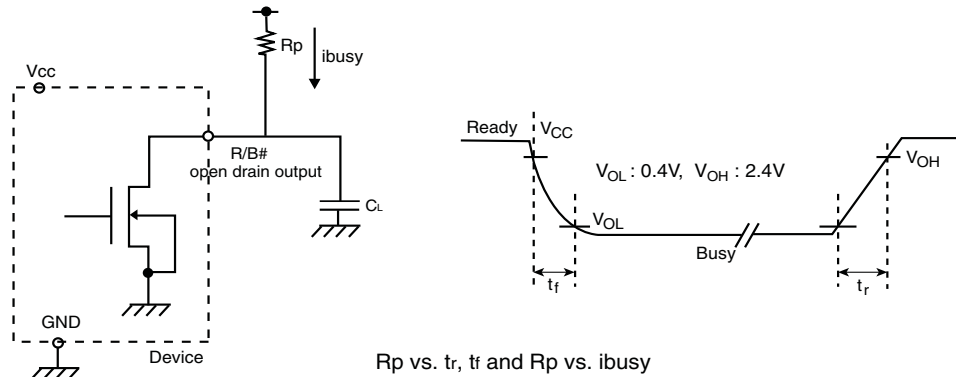 Rp
ibusy
Vcc
R/B#
open drain output
CL
GND
Device
Ready
VCC
VOL : 0.4V, VOH : 2.4V
VOH
VOL
Busy
tf
tr
Rp vs. tr, tf and Rp vs. ibusy